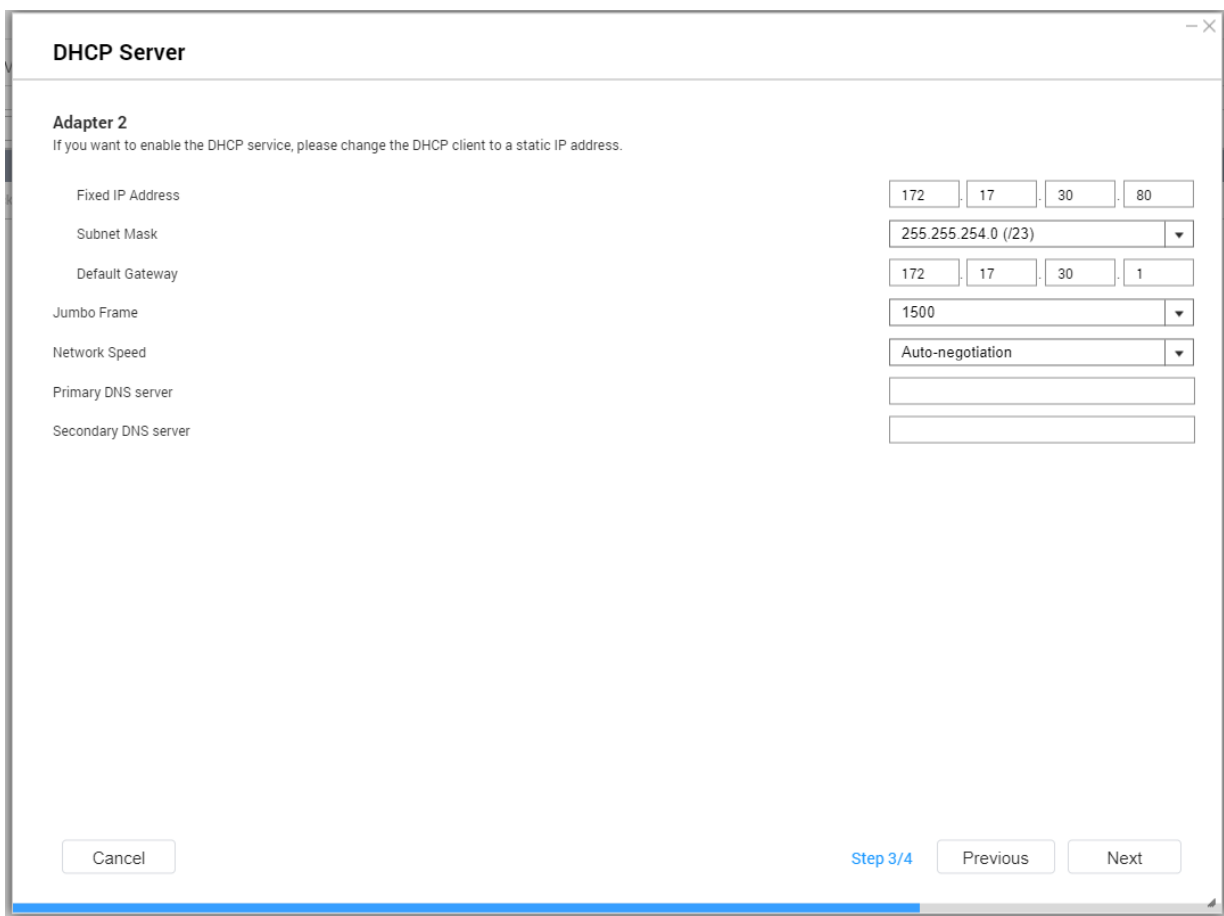 DHCP Server
Adapter 2
If you want to enable the DHCP service, please change the DHCP client to a static IP address.
Fixed IP Address 172 . 17 . 30 . 80
Subnet Mask 255.255.254.0 (/23)
Default Gateway 172 . 17 . 30 . 1
Jumbo Frame 1500
Network Speed Auto-negotiation
Primary DNS server
Secondary DNS server
Cancel Step 3/4 Previous Next